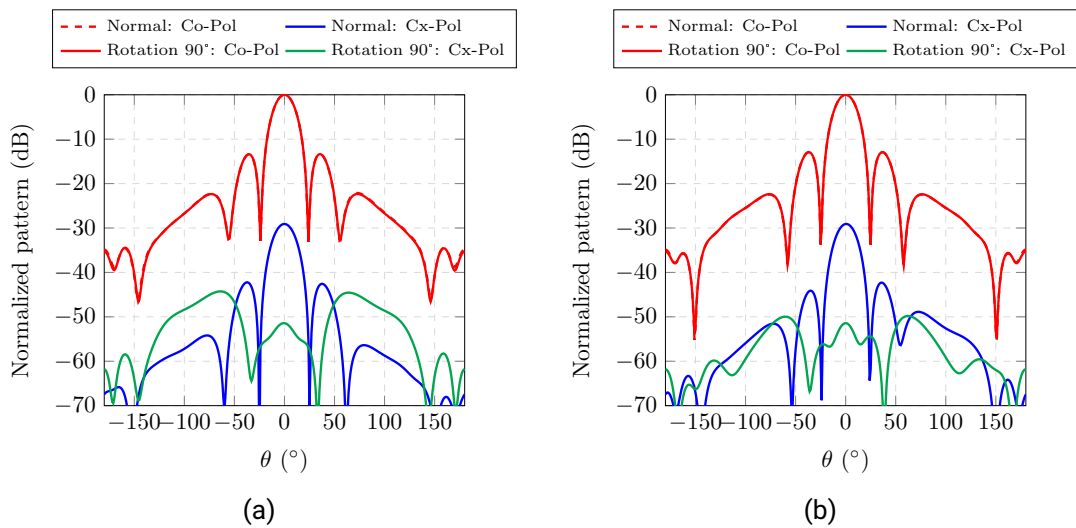 Normal: Co-Pol Normal: Cx-Pol
Rotation 90°: Co-Pol Rotation 90°: Cx-Pol
0
−10
−20
−30
−40
−50
−60
−70
−150 −100 −50 0 50 100 150
θ (°)
Normalized pattern (dB)
(a)
Normal: Co-Pol Normal: Cx-Pol
Rotation 90°: Co-Pol Rotation 90°: Cx-Pol
0
−10
−20
−30
−40
−50
−60
−70
−150 −100 −50 0 50 100 150
θ (°)
Normalized pattern (dB)
(b)